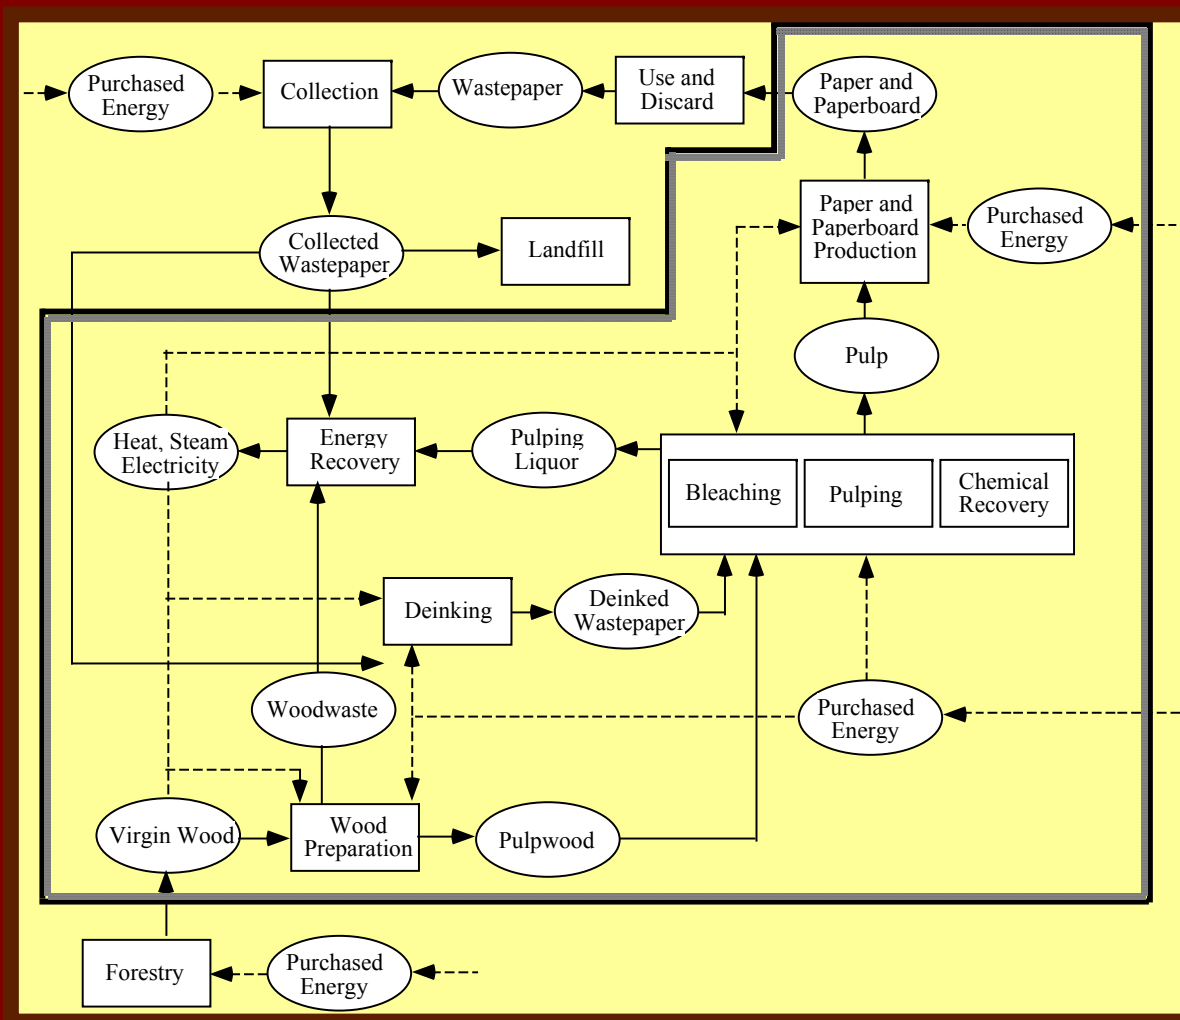 Purchased
Energy
Collection
Wastepaper
Use and
Discard
Paper and
Paperboard
Collected
Wastepaper
Landfill
Paper and
Paperboard
Production
Purchased
Energy
Pulp
Heat, Steam
Electricity
Energy
Recovery
Pulping
Liquor
Bleaching
Pulping
Chemical
Recovery
Deinking
Deinked
Wastepaper
Woodwaste
Purchased
Energy
Virgin Wood
Wood
Preparation
Pulpwood
Forestry
Purchased
Energy